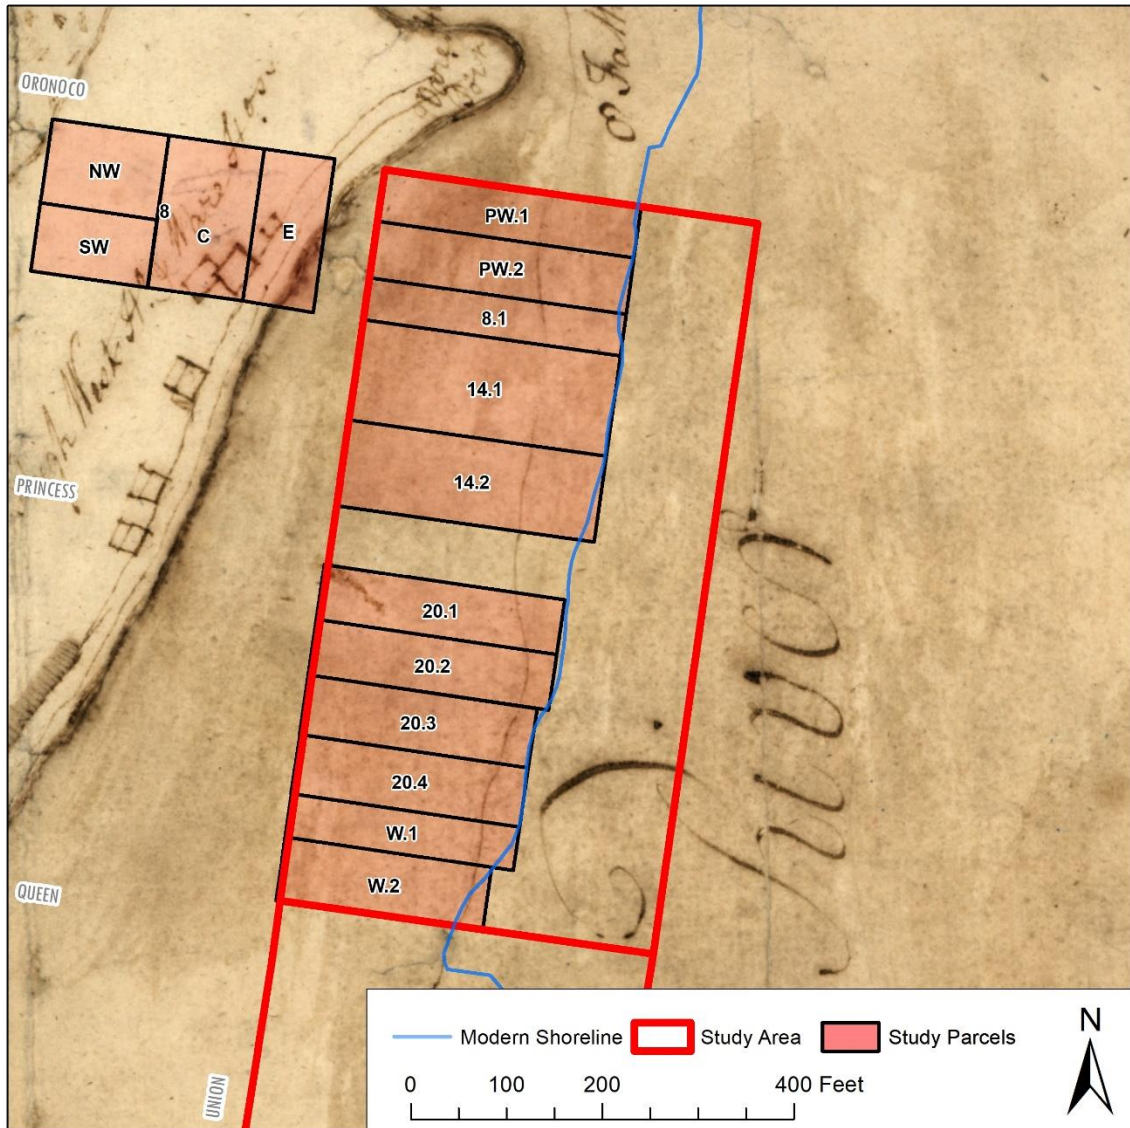 ORONOCO
NW
8
SW
C
E
PW.1
PW.2
8.1
14.1
14.2
PRINCESS
20.1
20.2
20.3
20.4
W.1
W.2
QUEEN
UNION
Modern Shoreline
Study Area
Study Parcels
0 100 200 400 Feet
N